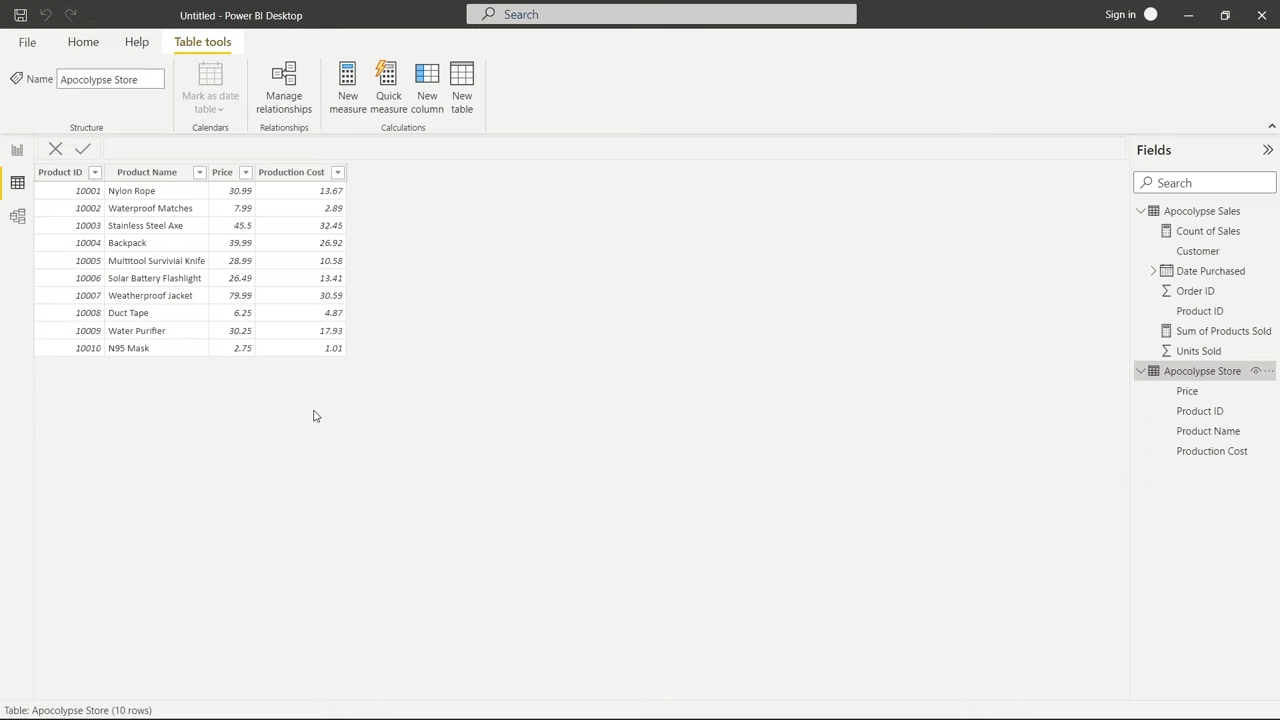 Untitled - Power BI Desktop
Search
Sign in
File
Home
Help
Table tools
Name
Apocolypse Store
Mark as date table
New measure
Quick measure
New column
New table
Manage relationships
Structure
Calendars
Relationships
Calculations
Product ID Product Name Price Production Cost
10001 Nylon Rope 30.99 13.67
10002 Waterproof Matches 7.99 2.89
10003 Stainless Steel Axe 45.5 32.45
10004 Backpack 39.99 26.92
10005 Multitool Survivial Knife 28.99 10.58
10006 Solar Battery Flashlight 26.49 13.41
10007 Weatherproof Jacket 79.99 30.59
10008 Duct Tape 6.25 4.87
10009 Water Purifier 30.25 17.93
10010 N95 Mask 2.75 1.01
Fields
Search
Apocolypse Sales
Count of Sales
Customer
Date Purchased
Order ID
Product ID
Sum of Products Sold
Units Sold
Apocolypse Store
Price
Product ID
Product Name
Production Cost
Table: Apocolypse Store (10 rows)